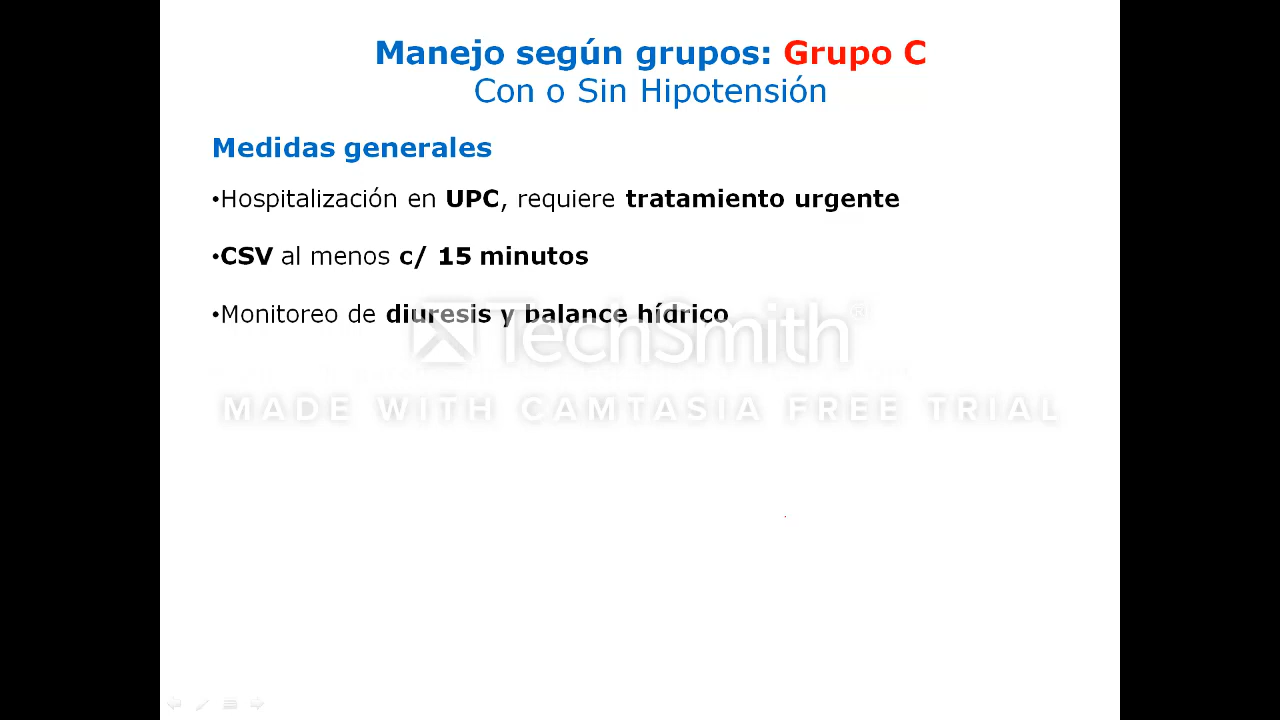 Manejo según grupos: Grupo C
Con o Sin Hipotensión
Medidas generales
•Hospitalización en UPC, requiere tratamiento urgente
•CSV al menos c/ 15 minutos
•Monitoreo de diuresis y balance hídrico
TechSmith®
MADE WITH CAMTASIA FREE TRIAL